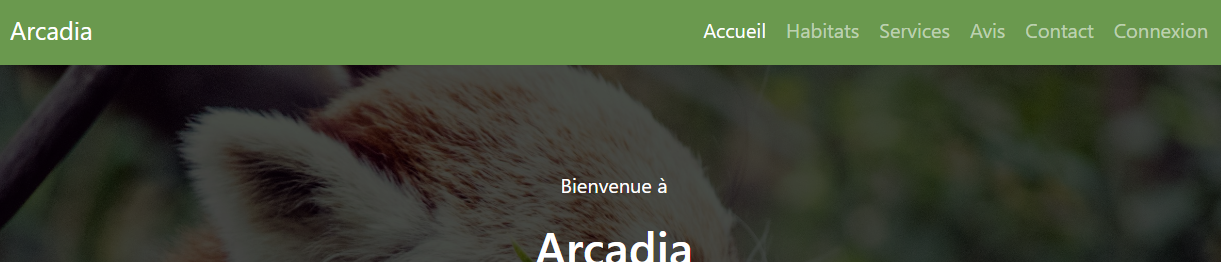 Arcadia Accueil Habitats Services Avis Contact Connexion
Bienvenue à
Arcadia